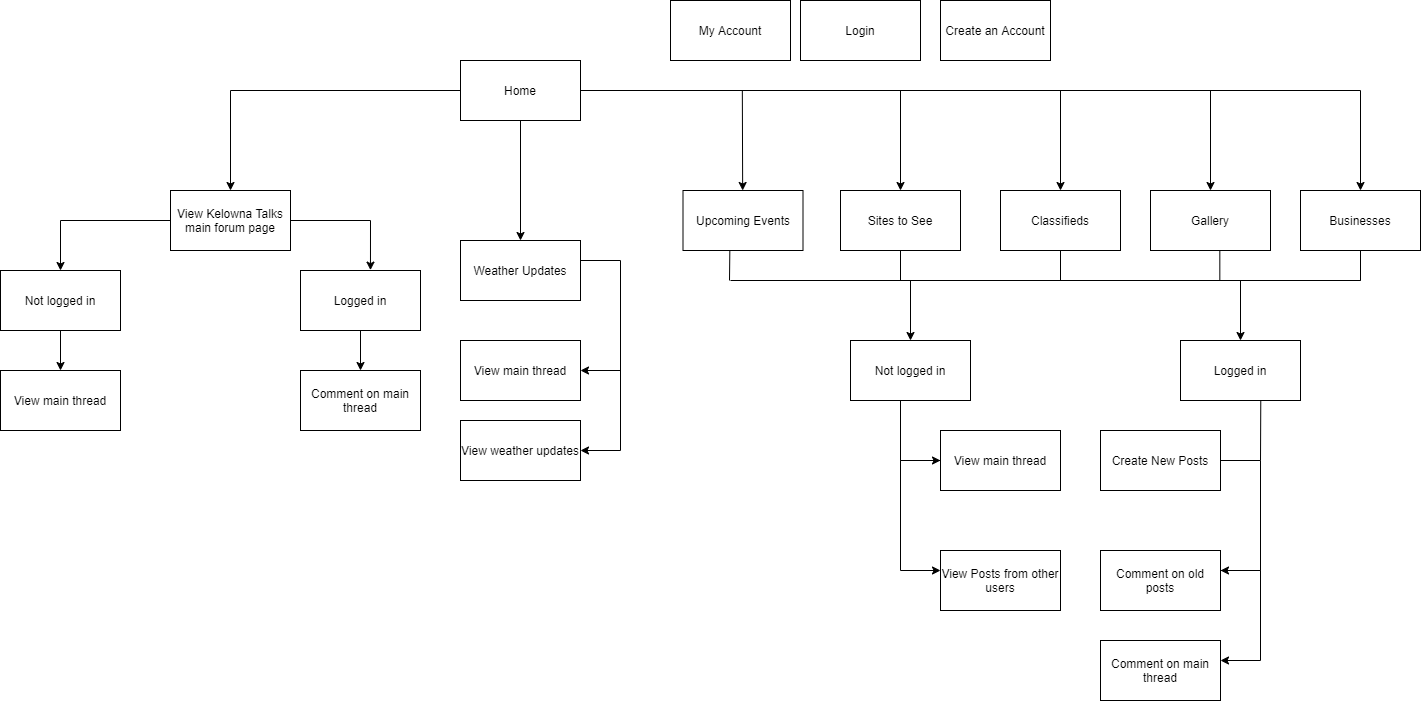 My Account
Login
Create an Account
Home
View Kelowna Talks
main forum page
Upcoming Events
Sites to See
Classifieds
Gallery
Businesses
Weather Updates
Not logged in
Logged in
View main thread
Not logged in
Logged in
View main thread
Comment on main
thread
View weather updates
View main thread
Create New Posts
View Posts from other
users
Comment on old
posts
Comment on main
thread